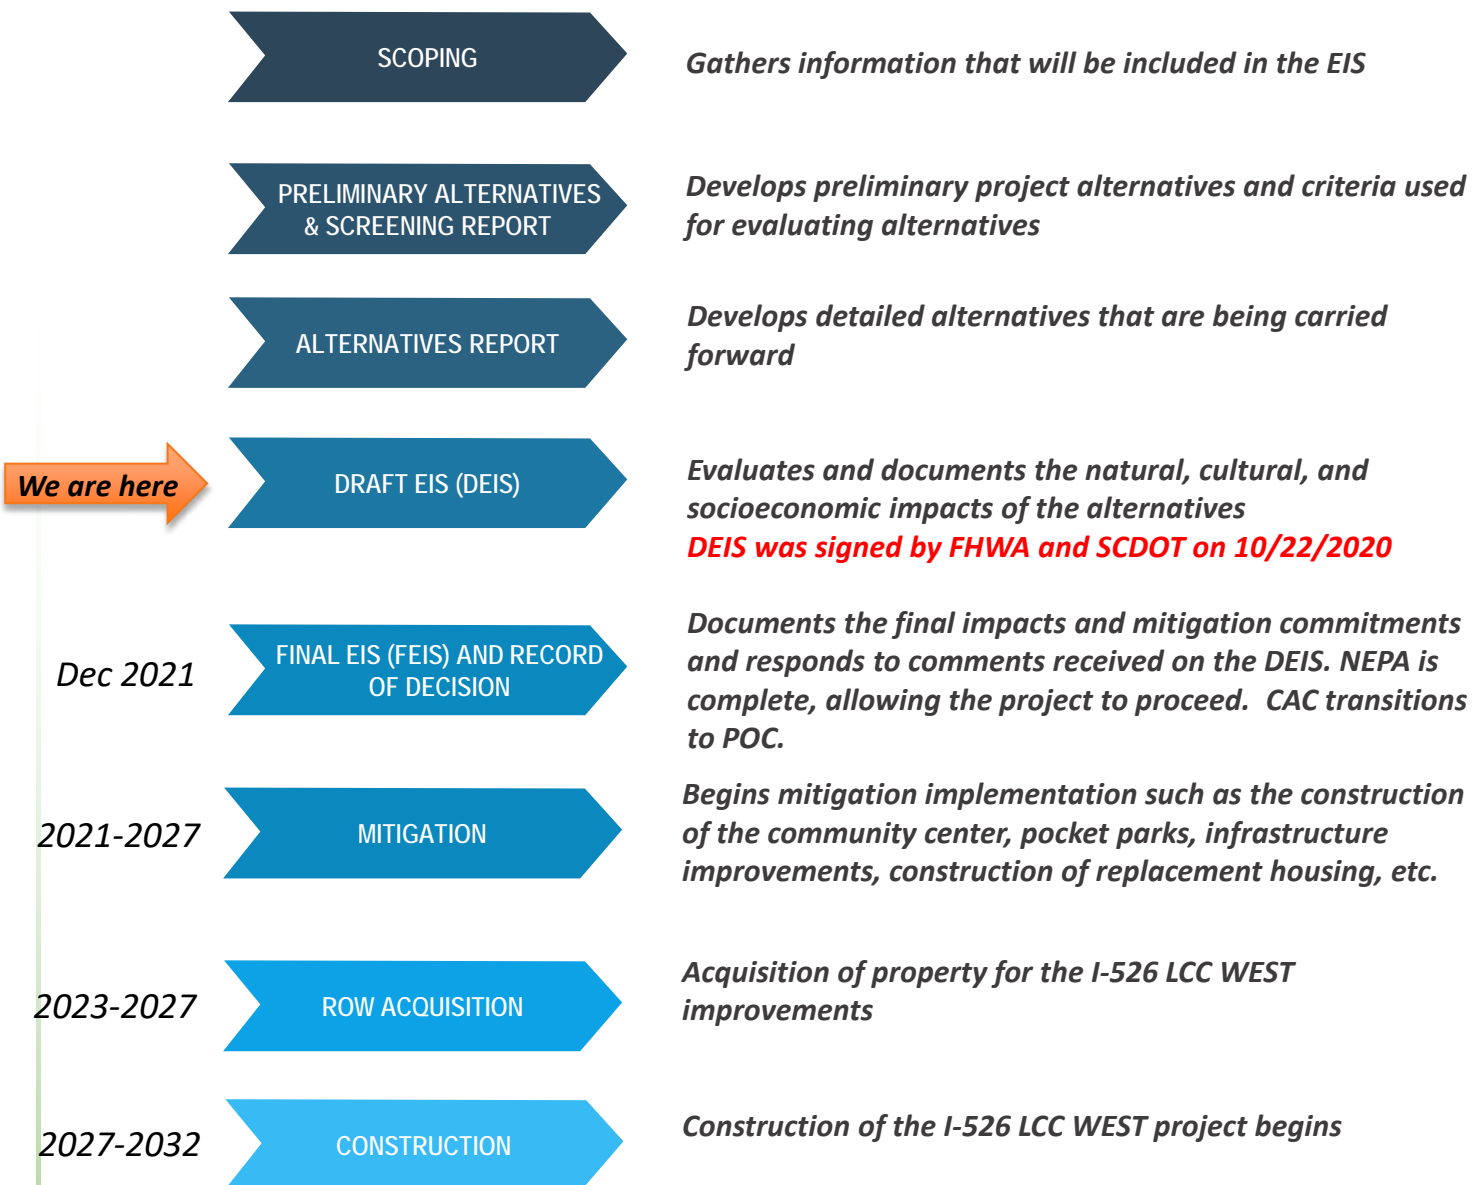 SCOPING
Gathers information that will be included in the EIS
PRELIMINARY ALTERNATIVES
& SCREENING REPORT
Develops preliminary project alternatives and criteria used
for evaluating alternatives
ALTERNATIVES REPORT
Develops detailed alternatives that are being carried
forward
We are here
DRAFT EIS (DEIS)
Evaluates and documents the natural, cultural, and
socioeconomic impacts of the alternatives
DEIS was signed by FHWA and SCDOT on 10/22/2020
Dec 2021
FINAL EIS (FEIS) AND RECORD
OF DECISION
Documents the final impacts and mitigation commitments
and responds to comments received on the DEIS. NEPA is
complete, allowing the project to proceed.  CAC transitions
to POC.
2021-2027
MITIGATION
Begins mitigation implementation such as the construction
of the community center, pocket parks, infrastructure
improvements, construction of replacement housing, etc.
2023-2027
ROW ACQUISITION
Acquisition of property for the I-526 LCC WEST
improvements
2027-2032
CONSTRUCTION
Construction of the I-526 LCC WEST project begins